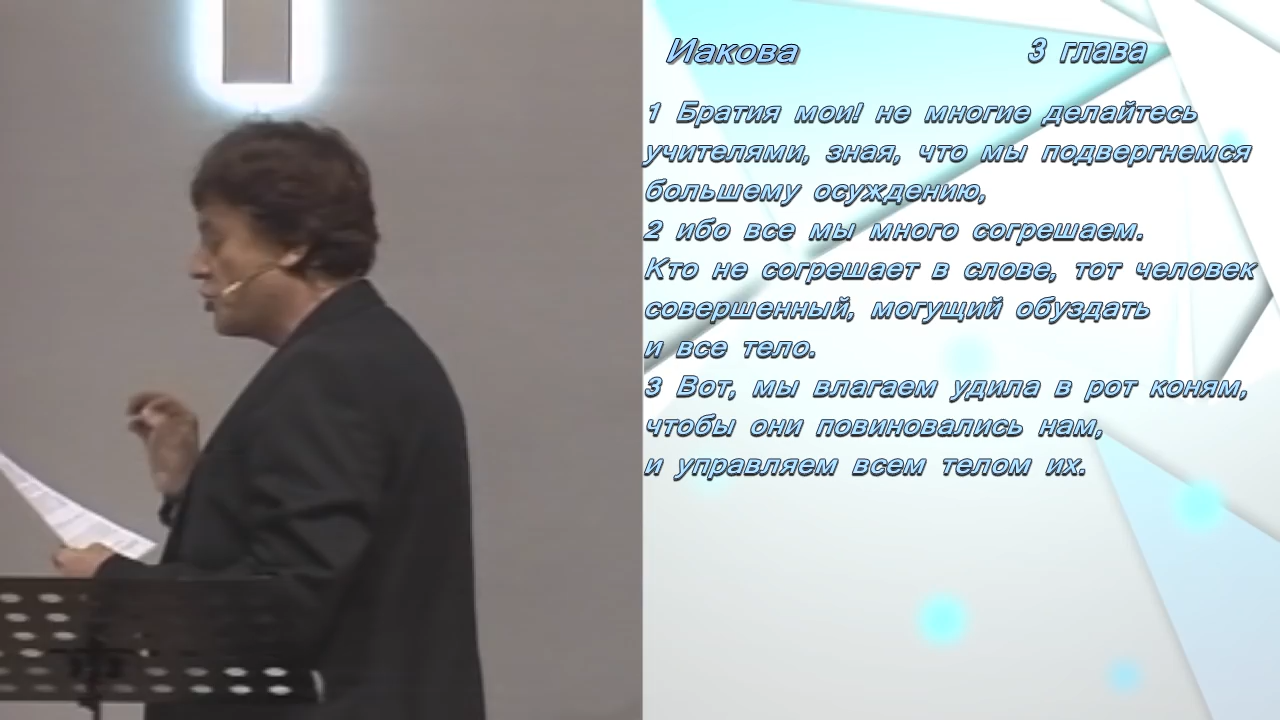 Иакова 3 глава
1 Братия мои! не многие делайтесь
учителями, зная, что мы подвергнемся
большему осуждению,
2 ибо все мы много согрешаем.
Кто не согрешает в слове, тот человек
совершенный, могущий обуздать
и все тело.
3 Вот, мы влагаем удила в рот коням,
чтобы они повиновались нам,
и управляем всем телом их.